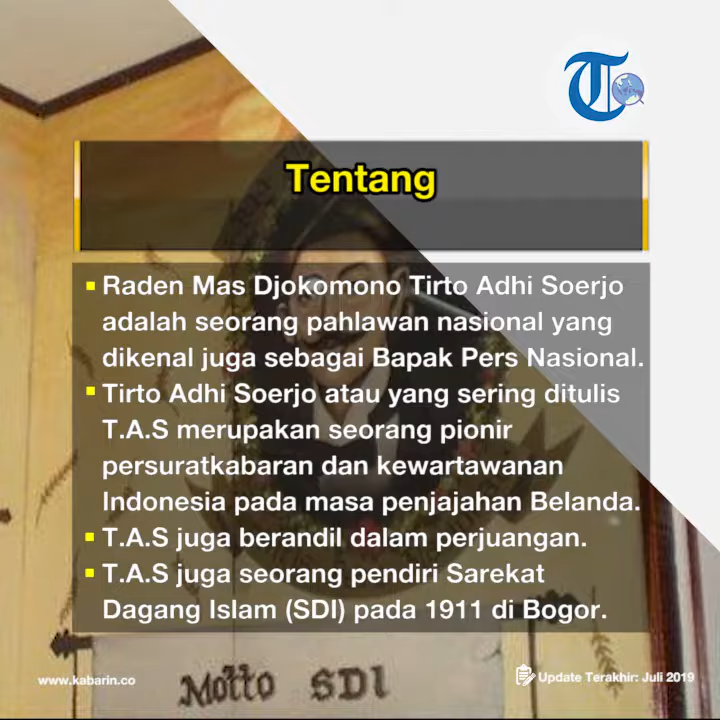 T
Tentang
Raden Mas Djokomono Tirto Adhi Soerjo
adalah seorang pahlawan nasional yang
dikenal juga sebagai Bapak Pers Nasional.
Tirto Adhi Soerjo atau yang sering ditulis
T.A.S merupakan seorang pionir
persuratkabaran dan kewartawanan
Indonesia pada masa penjajahan Belanda.
T.A.S juga berandil dalam perjuangan.
T.A.S juga seorang pendiri Sarekat
Dagang Islam (SDI) pada 1911 di Bogor.
Motto SDI
www.kabarin.co
Update Terakhir: Juli 2019